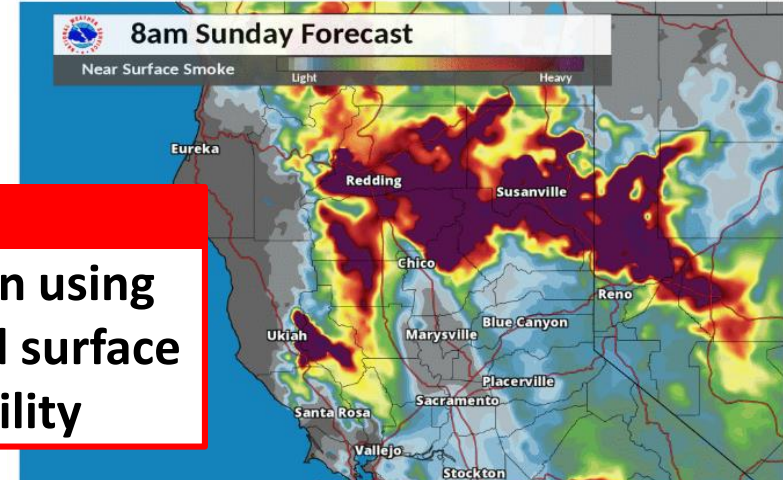 8am Sunday Forecast
Near Surface Smoke
Light Heavy
Eureka
Redding
Susanville
n using
surface
ility
Chico
Reno
Ukiah
Marysville
Blue Canyon
Placerville
Sacramento
Santa Rosa
Vallejo
Stockton